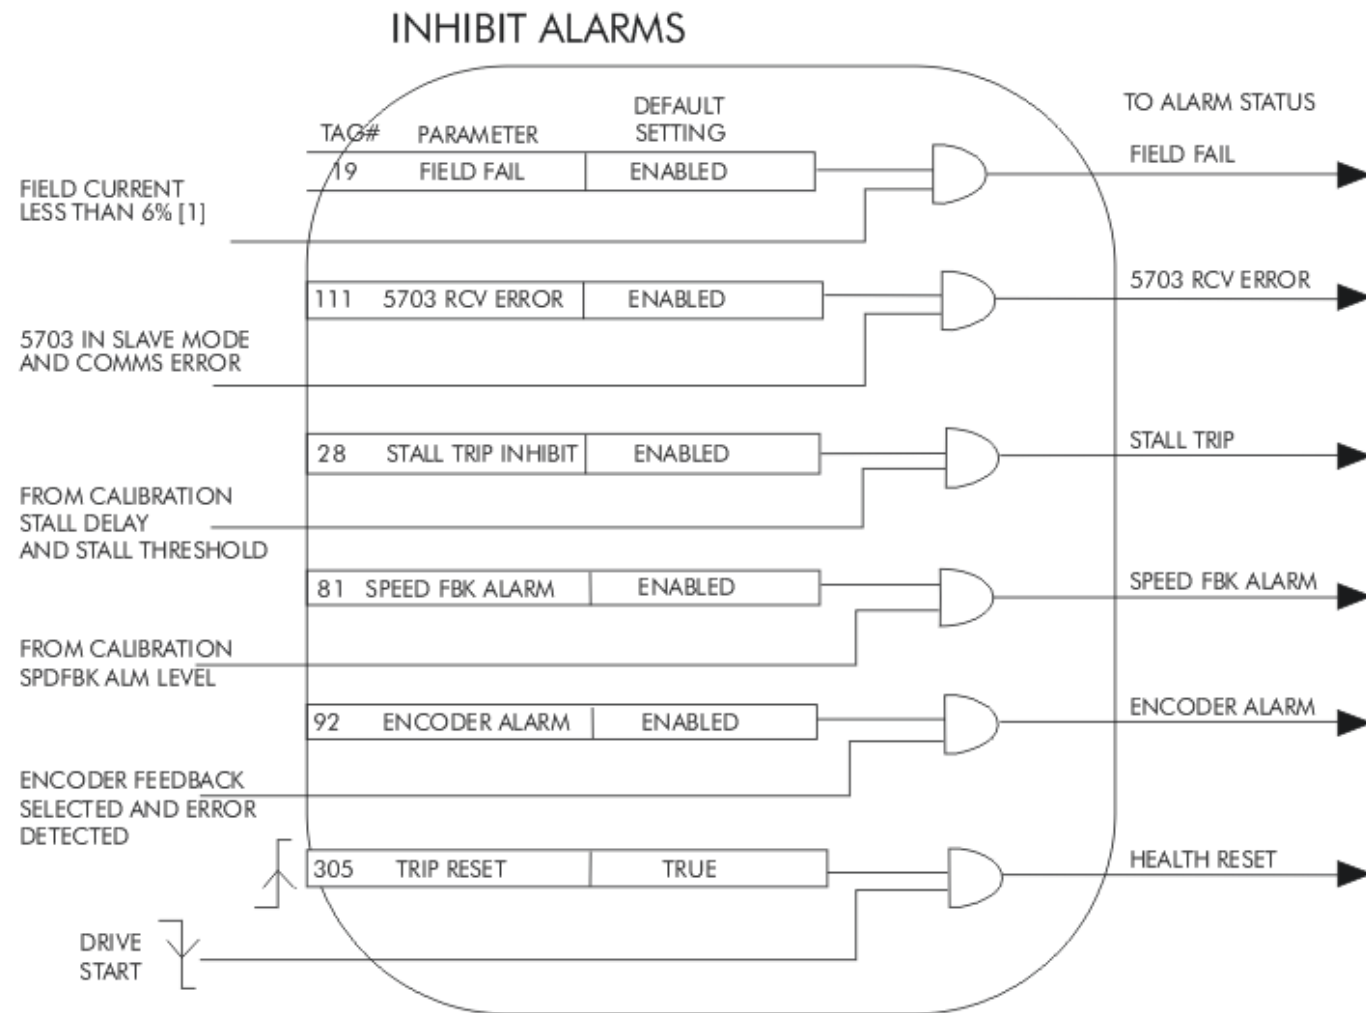 INHIBIT ALARMS
TAG# PARAMETER DEFAULT
SETTING
TO ALARM STATUS
19 FIELD FAIL ENABLED
FIELD FAIL
FIELD CURRENT
LESS THAN 6% [1]
111 5703 RCV ERROR ENABLED
5703 RCV ERROR
5703 IN SLAVE MODE
AND COMMS ERROR
28 STALL TRIP INHIBIT ENABLED
STALL TRIP
FROM CALIBRATION
STALL DELAY
AND STALL THRESHOLD
81 SPEED FBK ALARM ENABLED
SPEED FBK ALARM
FROM CALIBRATION
SPDFBK ALM LEVEL
92 ENCODER ALARM ENABLED
ENCODER ALARM
ENCODER FEEDBACK
SELECTED AND ERROR
DETECTED
305 TRIP RESET TRUE
HEALTH RESET
DRIVE
START